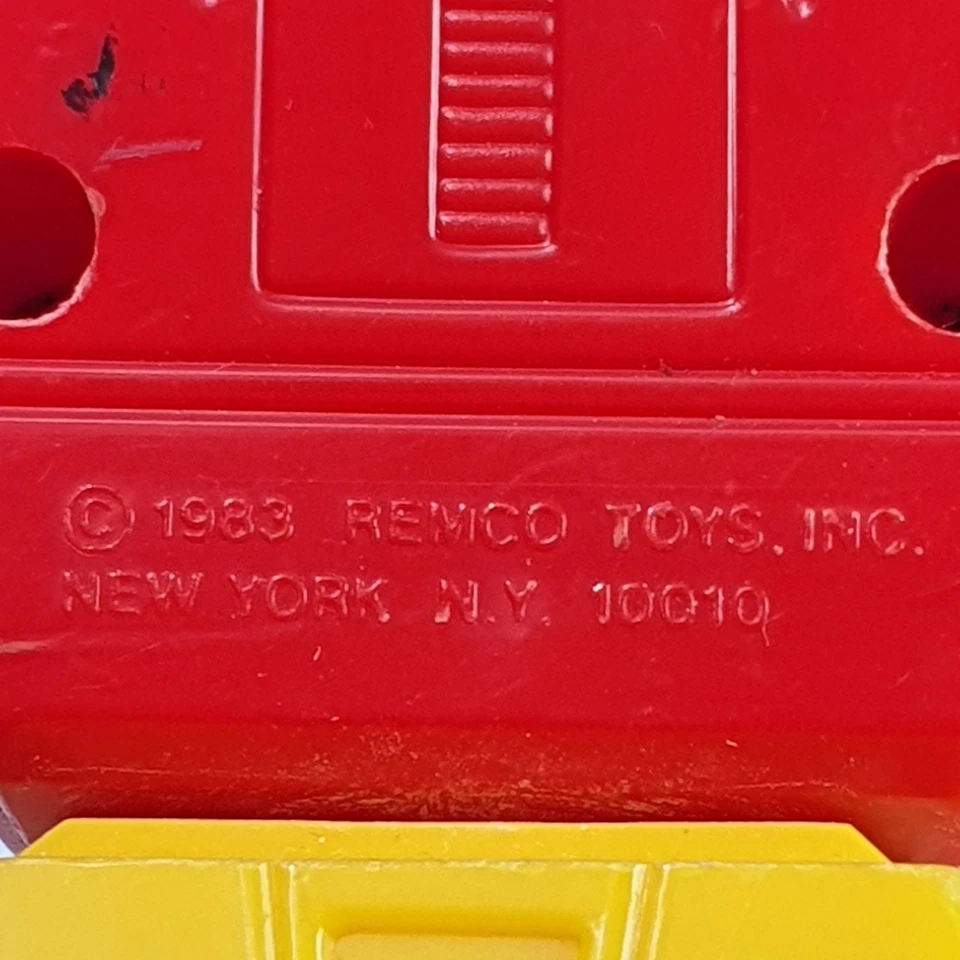 © 1983 REMCO TOYS, INC.
NEW YORK N.Y. 10010